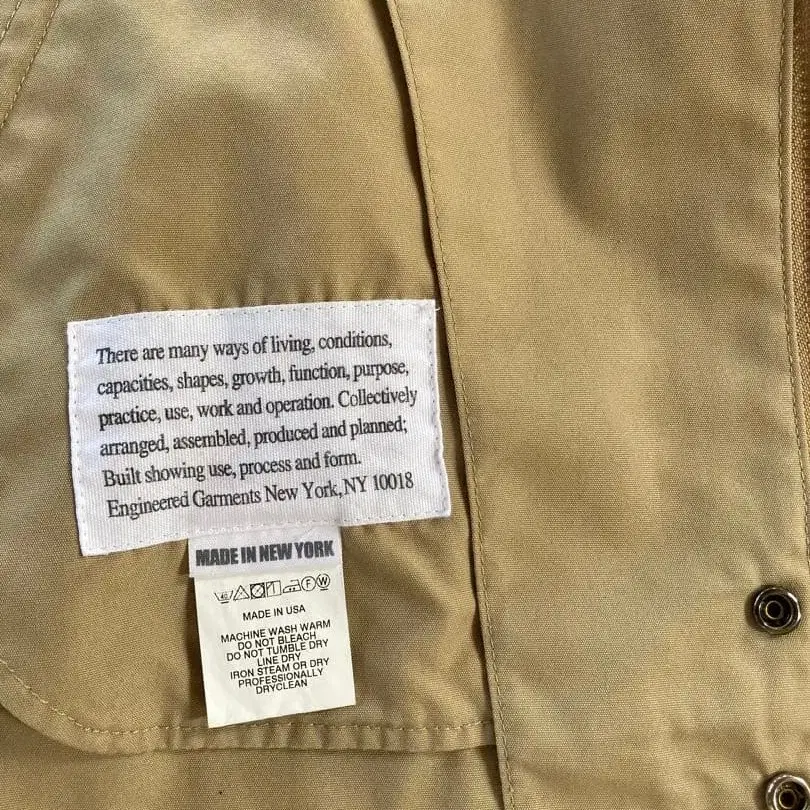 There are many ways of living, conditions,
capacities, shapes, growth, function, purpose,
practice, use, work and operation. Collectively
arranged, assembled, produced and planned;
Built showing use, process and form.
Engineered Garments New York, NY 10018
MADE IN NEW YORK
F W
MADE IN USA
MACHINE WASH WARM
DO NOT BLEACH
DO NOT TUMBLE DRY
LINE DRY
IRON STEAM OR DRY
PROFESSIONALLY
DRYCLEAN